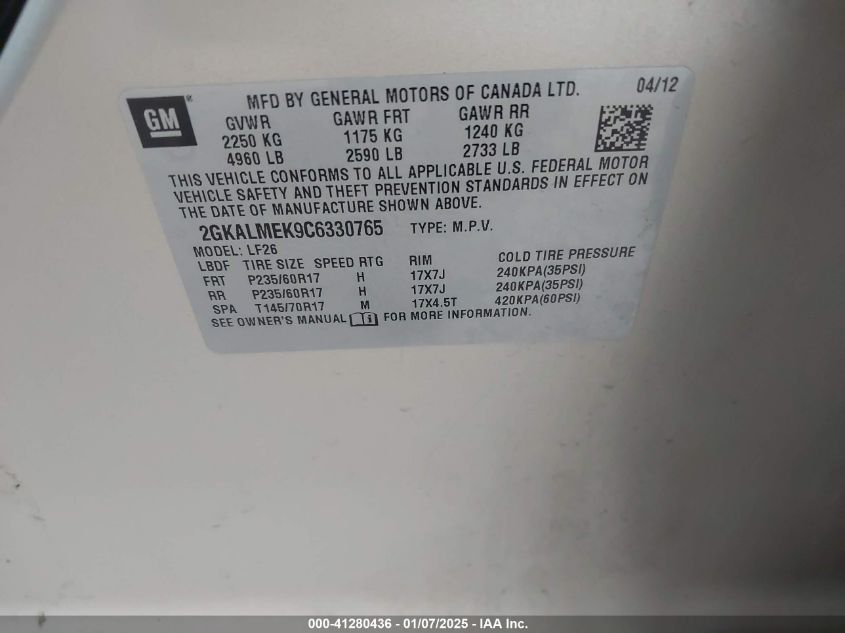 GM®
MFD BY GENERAL MOTORS OF CANADA LTD. 04/12
GVWR GAWR FRT GAWR RR
2250 KG 1175 KG 1240 KG
4960 LB 2590 LB 2733 LB
THIS VEHICLE CONFORMS TO ALL APPLICABLE U.S. FEDERAL MOTOR
VEHICLE SAFETY AND THEFT PREVENTION STANDARDS IN EFFECT ON
THE DATE OF MANUFACTURE SHOWN ABOVE.
2GKALMEK9C6330765 TYPE: M.P.V.
MODEL: LF26
LBDF TIRE SIZE SPEED RTG RIM COLD TIRE PRESSURE
FRT P235/60R17 H 17X7J 240KPA(35PSI)
RR P235/60R17 H 17X7J 240KPA(35PSI)
SPA T145/70R17 M 17X4.5T 420KPA(60PSI)
SEE OWNER'S MANUAL FOR MORE INFORMATION.
000-41280436 - 01/07/2025 - IAA Inc.